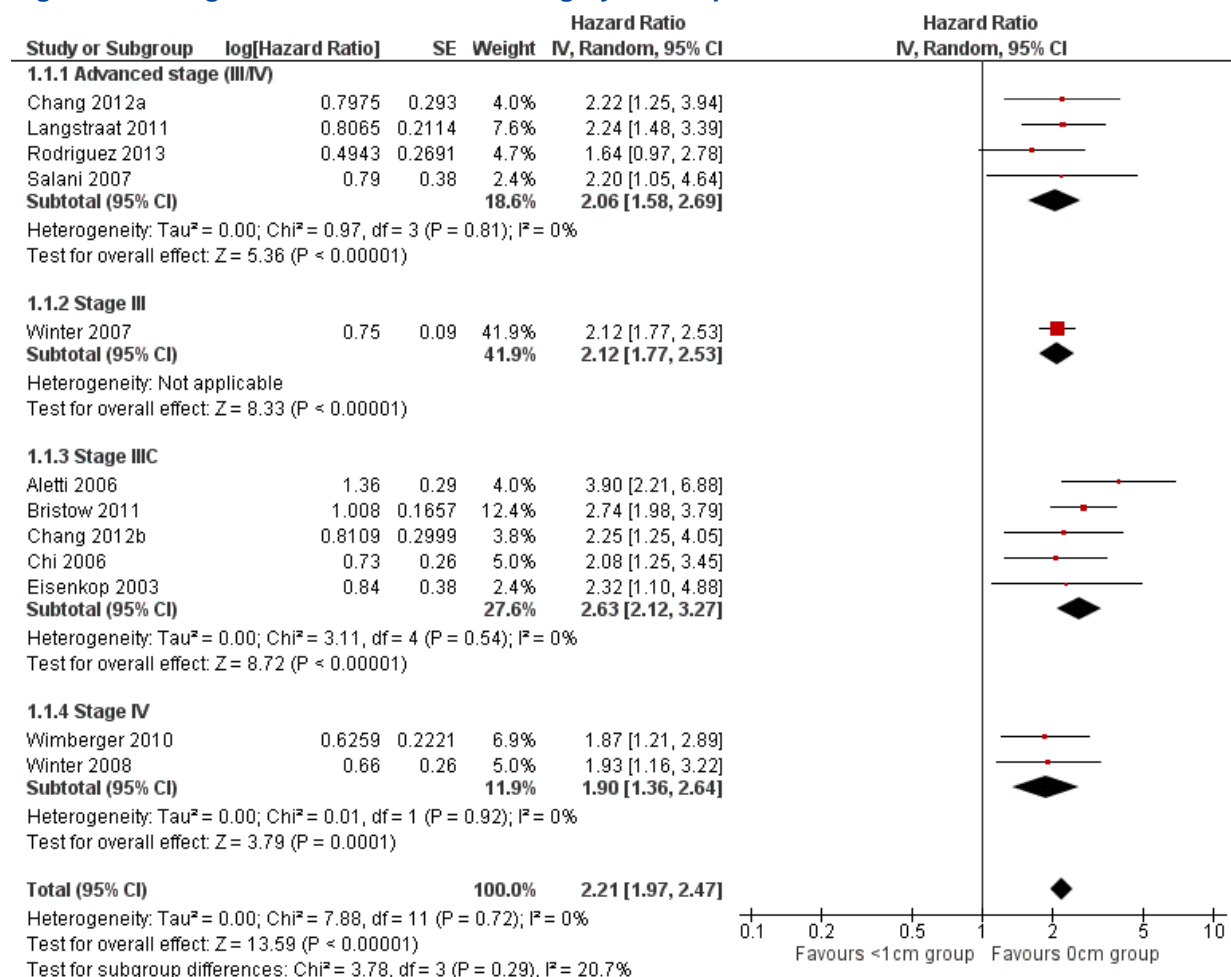 Hazard Ratio Hazard Ratio
Study or Subgroup log[Hazard Ratio] SE Weight IV, Random, 95% CI IV, Random, 95% CI
1.1.1 Advanced stage (III/IV)
Chang 2012a 0.7975 0.293 4.0% 2.22 [1.25, 3.94]
Langstraat 2011 0.8065 0.2114 7.6% 2.24 [1.48, 3.39]
Rodriguez 2013 0.4943 0.2691 4.7% 1.64 [0.97, 2.78]
Salani 2007 0.79 0.38 2.4% 2.20 [1.05, 4.64]
Subtotal (95% CI) 18.6% 2.06 [1.58, 2.69]
Heterogeneity: Tau² = 0.00; Chi² = 0.97, df = 3 (P = 0.81); I² = 0%
Test for overall effect: Z = 5.36 (P < 0.00001)
1.1.2 Stage III
Winter 2007 0.75 0.09 41.9% 2.12 [1.77, 2.53]
Subtotal (95% CI) 41.9% 2.12 [1.77, 2.53]
Heterogeneity: Not applicable
Test for overall effect: Z = 8.33 (P < 0.00001)
1.1.3 Stage IIIC
Aletti 2006 1.36 0.29 4.0% 3.90 [2.21, 6.88]
Bristow 2011 1.008 0.1657 12.4% 2.74 [1.98, 3.79]
Chang 2012b 0.8109 0.2999 3.8% 2.25 [1.25, 4.05]
Chi 2006 0.73 0.26 5.0% 2.08 [1.25, 3.45]
Eisenkop 2003 0.84 0.38 2.4% 2.32 [1.10, 4.88]
Subtotal (95% CI) 27.6% 2.63 [2.12, 3.27]
Heterogeneity: Tau² = 0.00; Chi² = 3.11, df = 4 (P = 0.54); I² = 0%
Test for overall effect: Z = 8.72 (P < 0.00001)
1.1.4 Stage IV
Wimberger 2010 0.6259 0.2221 6.9% 1.87 [1.21, 2.89]
Winter 2008 0.66 0.26 5.0% 1.93 [1.16, 3.22]
Subtotal (95% CI) 11.9% 1.90 [1.36, 2.64]
Heterogeneity: Tau² = 0.00; Chi² = 0.01, df = 1 (P = 0.92); I² = 0%
Test for overall effect: Z = 3.79 (P = 0.0001)
Total (95% CI) 100.0% 2.21 [1.97, 2.47]
Heterogeneity: Tau² = 0.00; Chi² = 7.88, df = 11 (P = 0.72); I² = 0%
Test for overall effect: Z = 13.59 (P < 0.00001)
Test for subgroup differences: Chi² = 3.78, df = 3 (P = 0.29), I² = 20.7%
0.1 0.2 0.5 1 2 5 10
Favours <1cm group Favours 0cm group